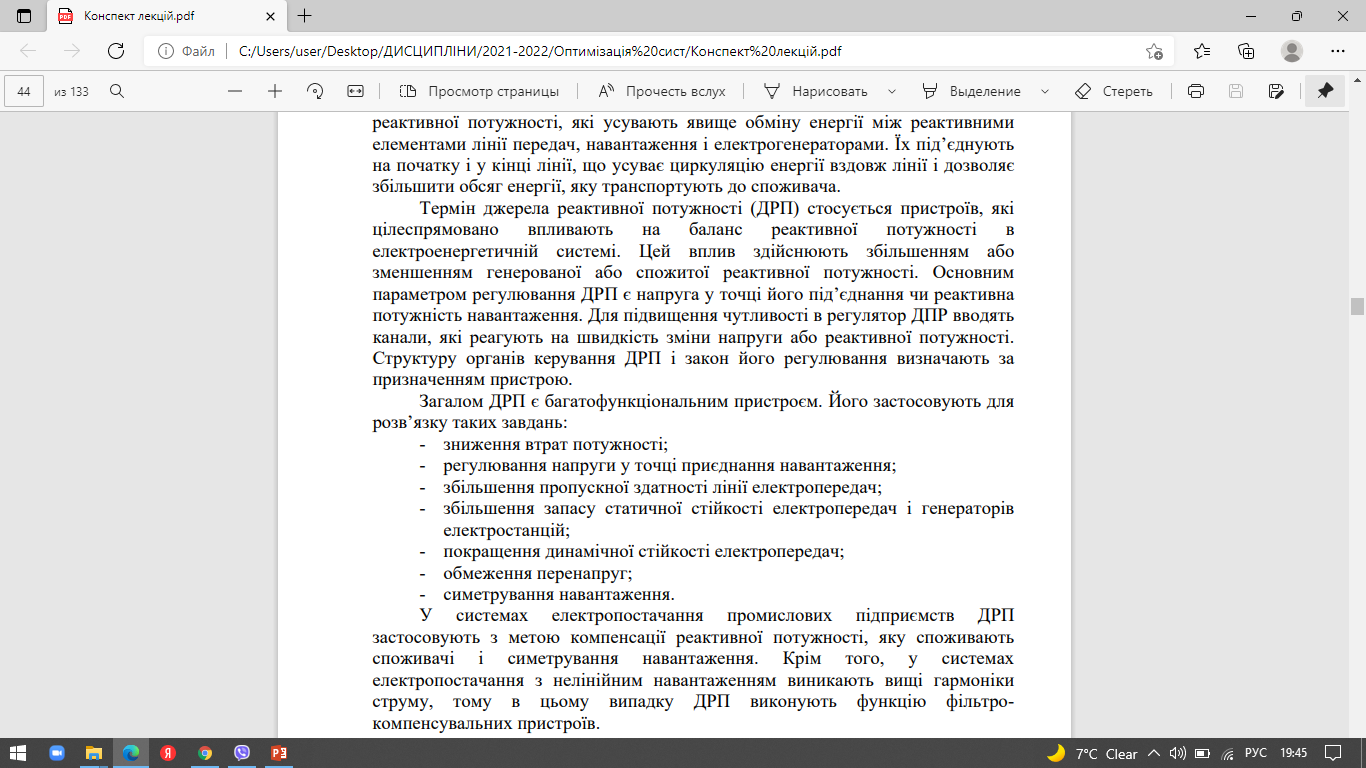 Конспект лекцій.pdf
Файл
C:/Users/user/Desktop/ДИСЦИПЛІНИ/2021-2022/Оптимізація%20сист/Конспект%20лекцій.pdf
44 из 133
Просмотр страницы
Прочесть вслух
Нарисовать
Выделение
Стереть
реактивної потужності, які усувають явище обміну енергії між реактивними
елементами лінії передач, навантаження і електрогенераторами. Їх під’єднують
на початку і у кінці лінії, що усуває циркуляцію енергії вздовж лінії і дозволяє
збільшити обсяг енергії, яку транспортують до споживача.
Термін джерела реактивної потужності (ДРП) стосується пристроїв, які
цілеспрямовано впливають на баланс реактивної потужності в
електроенергетичній системі. Цей вплив здійснюють збільшенням або
зменшенням генерованої або спожитої реактивної потужності. Основним
параметром регулювання ДРП є напруга у точці його під’єднання чи реактивна
потужність навантаження. Для підвищення чутливості в регулятор ДПР вводять
канали, які реагують на швидкість зміни напруги або реактивної потужності.
Структуру органів керування ДРП і закон його регулювання визначають за
призначенням пристрою.
Загалом ДРП є багатофункціональним пристроєм. Його застосовують для
розв’язку таких завдань:
- зниження втрат потужності;
- регулювання напруги у точці приєднання навантаження;
- збільшення пропускної здатності лінії електропередач;
- збільшення запасу статичної стійкості електропередач і генераторів
електростанцій;
- покращення динамічної стійкості електропередач;
- обмеження перенапруг;
- симетрування навантаження.
У системах електропостачання промислових підприємств ДРП
застосовують з метою компенсації реактивної потужності, яку споживають
споживачі і симетрування навантаження. Крім того, у системах
електропостачання з нелінійним навантаженням виникають вищі гармоніки
струму, тому в цьому випадку ДРП виконують функцію фільтро-
компенсувальних пристроїв.
7°C Clear
РУС
19:45